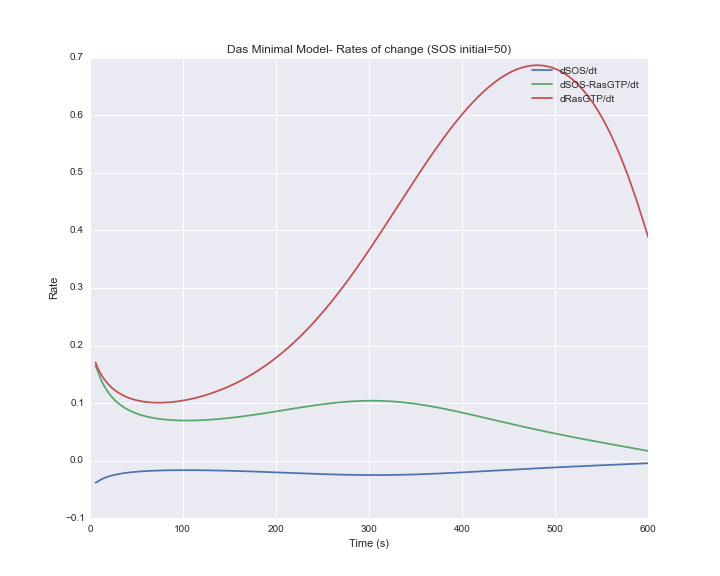 Das Minimal Model- Rates of change (SOS initial=50)
dSOS/dt
dSOS-RasGTP/dt
dRasGTP/dt
0.7
0.6
0.5
0.4
0.3
0.2
0.1
0.0
−0.1
Rate
0 100 200 300 400 500 600
Time (s)